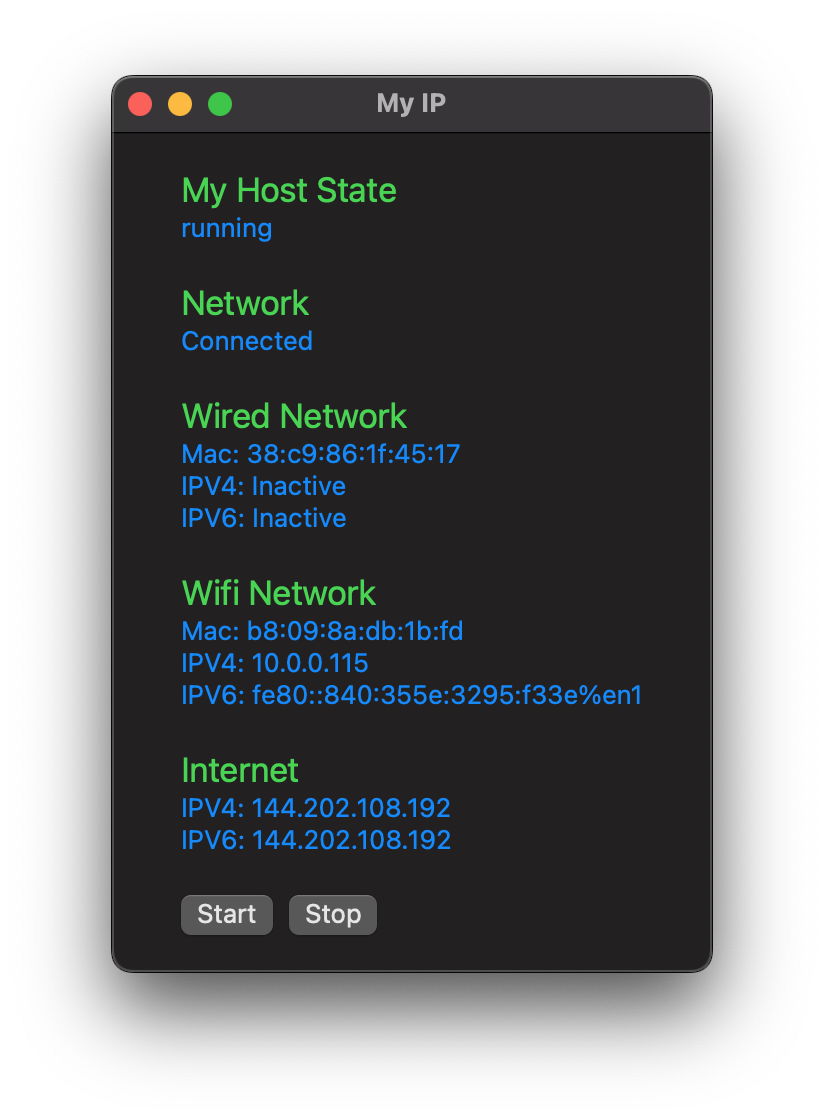 My IP
My Host State
running
Network
Connected
Wired Network
Mac: 38:c9:86:1f:45:17
IPV4: Inactive
IPV6: Inactive
Wifi Network
Mac: b8:09:8a:db:1b:fd
IPV4: 10.0.0.115
IPV6: fe80::840:355e:3295:f33e%en1
Internet
IPV4: 144.202.108.192
IPV6: 144.202.108.192
Start Stop